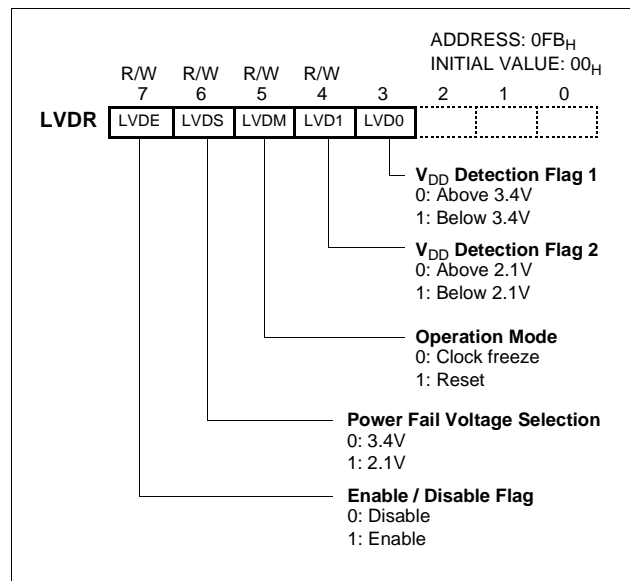 ADDRESS: 0FBH
INITIAL VALUE: 00H
R/W R/W R/W R/W
7 6 5 4 3 2 1 0
LVDR LVDE LVDS LVDM LVD1 LVD0
VDD Detection Flag 1
0: Above 3.4V
1: Below 3.4V
VDD Detection Flag 2
0: Above 2.1V
1: Below 2.1V
Operation Mode
0: Clock freeze
1: Reset
Power Fail Voltage Selection
0: 3.4V
1: 2.1V
Enable / Disable Flag
0: Disable
1: Enable